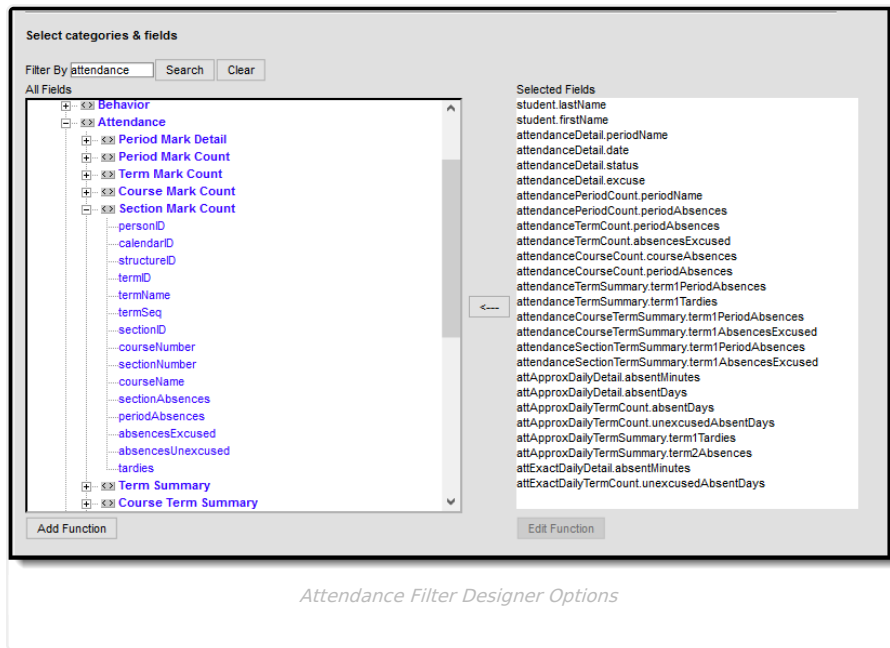 Select categories & fields
Filter By attendance Search Clear
All Fields
Behavior
Attendance
Period Mark Detail
Period Mark Count
Term Mark Count
Course Mark Count
Section Mark Count
personID
calendarID
structureID
termID
termName
termSeq
sectionID
courseNumber
sectionNumber
courseName
sectionAbsences
periodAbsences
absencesExcused
absencesUnexcused
tardies
Term Summary
Course Term Summary
Add Function
<---
Selected Fields
student.lastName
student.firstName
attendanceDetail.periodName
attendanceDetail.date
attendanceDetail.status
attendanceDetail.excuse
attendancePeriodCount.periodName
attendancePeriodCount.periodAbsences
attendanceTermCount.periodAbsences
attendanceTermCount.absencesExcused
attendanceCourseCount.courseAbsences
attendanceCourseCount.periodAbsences
attendanceTermSummary.term1PeriodAbsences
attendanceTermSummary.term1Tardies
attendanceCourseTermSummary.term1PeriodAbsences
attendanceCourseTermSummary.term1AbsencesExcused
attendanceSectionTermSummary.term1PeriodAbsences
attendanceSectionTermSummary.term1AbsencesExcused
attApproxDailyDetail.absentMinutes
attApproxDailyDetail.absentDays
attApproxDailyTermCount.absentDays
attApproxDailyTermCount.unexcusedAbsentDays
attApproxDailyTermSummary.term1Tardies
attApproxDailyTermSummary.term2Absences
attExactDailyDetail.absentMinutes
attExactDailyTermCount.unexcusedAbsentDays
Edit Function
Attendance Filter Designer Options